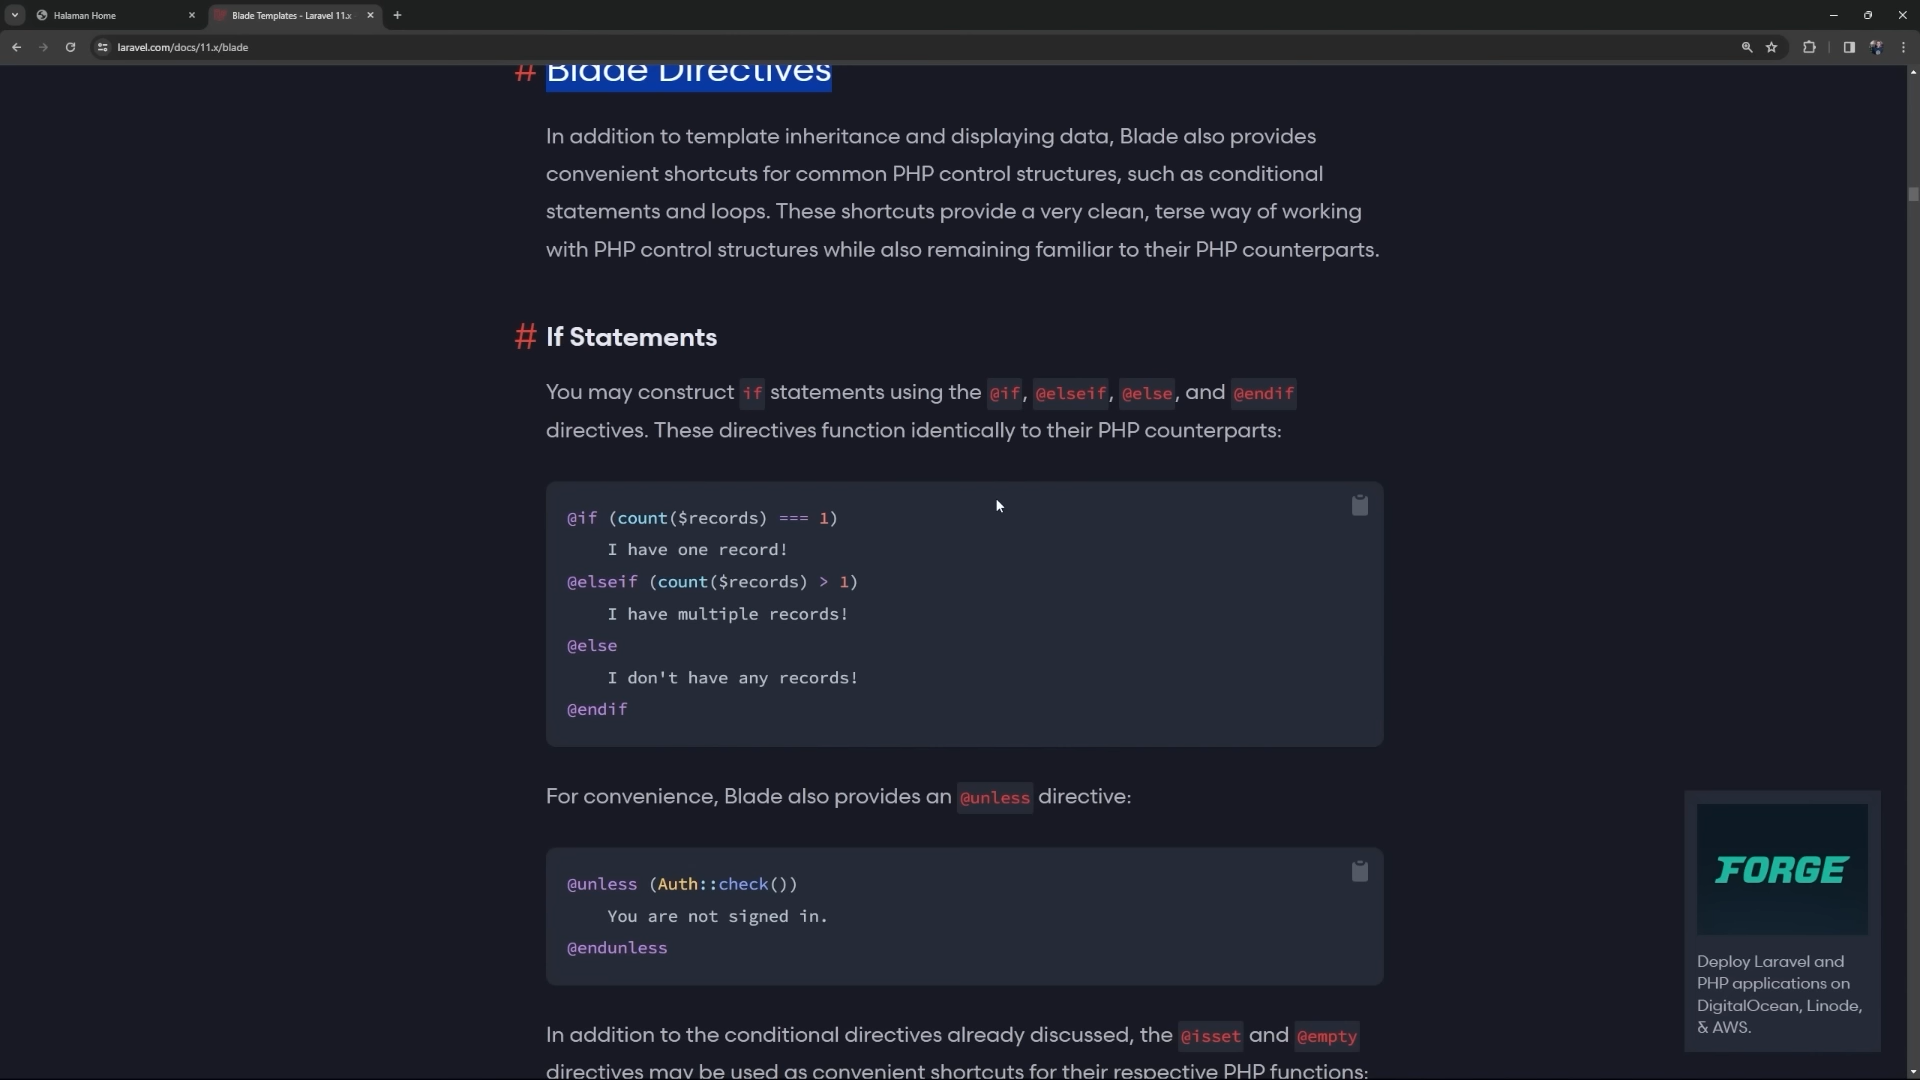 Halaman Home
Blade Templates - Laravel 11.x
laravel.com/docs/11.x/blade
# Blade Directives
In addition to template inheritance and displaying data, Blade also provides
convenient shortcuts for common PHP control structures, such as conditional
statements and loops. These shortcuts provide a very clean, terse way of working
with PHP control structures while also remaining familiar to their PHP counterparts.
# If Statements
You may construct if statements using the @if, @elseif, @else, and @endif
directives. These directives function identically to their PHP counterparts:
@if (count($records) === 1)
    I have one record!
@elseif (count($records) > 1)
    I have multiple records!
@else
    I don't have any records!
@endif
For convenience, Blade also provides an @unless directive:
@unless (Auth::check())
    You are not signed in.
@endunless
In addition to the conditional directives already discussed, the @isset and @empty
directives may be used as convenient shortcuts for their respective PHP functions:
FORGE
Deploy Laravel and
PHP applications on
DigitalOcean, Linode,
& AWS.